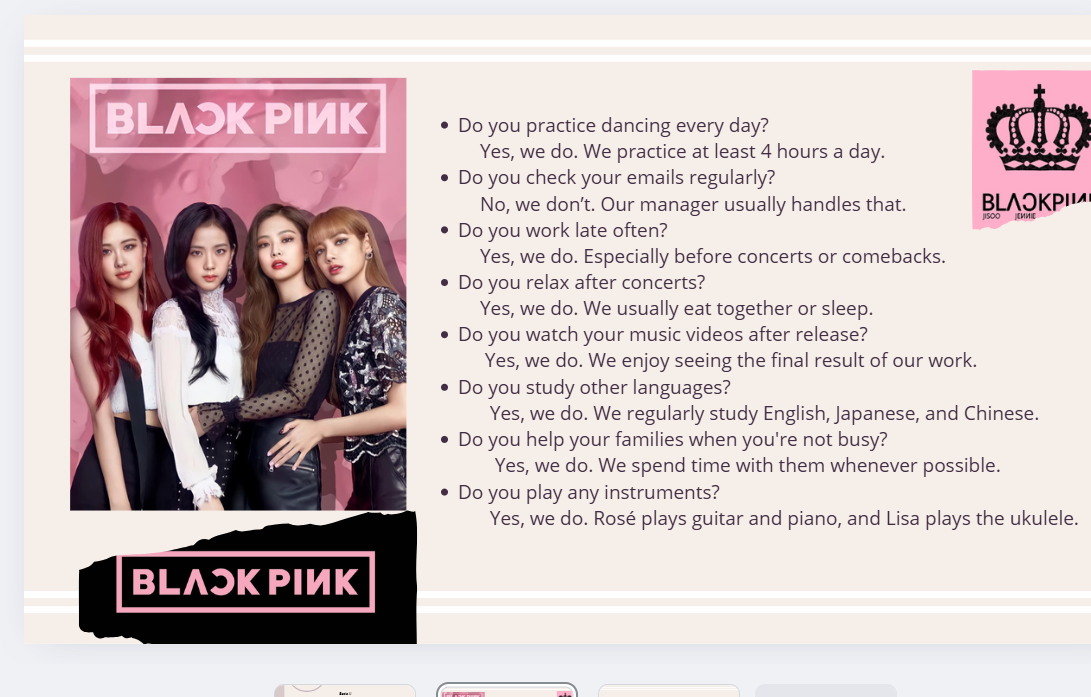 BLACKPINK
• Do you practice dancing every day?
Yes, we do. We practice at least 4 hours a day.
• Do you check your emails regularly?
No, we don’t. Our manager usually handles that.
• Do you work late often?
Yes, we do. Especially before concerts or comebacks.
• Do you relax after concerts?
Yes, we do. We usually eat together or sleep.
• Do you watch your music videos after release?
Yes, we do. We enjoy seeing the final result of our work.
• Do you study other languages?
Yes, we do. We regularly study English, Japanese, and Chinese.
• Do you help your families when you're not busy?
Yes, we do. We spend time with them whenever possible.
• Do you play any instruments?
Yes, we do. Rosé plays guitar and piano, and Lisa plays the ukulele.
BLACKPINK
JISOO JENNIE
BLACKPINK